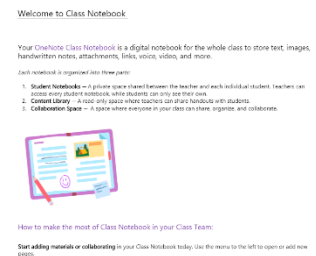 Welcome to Class Notebook
Your OneNote Class Notebook is a digital notebook for the whole class to store text, images,
handwritten notes, attachments, links, voice, video, and more.
Each notebook is organized into three parts:
1. Student Notebooks — A private space shared between the teacher and each individual student. Teachers can
access every student notebook, while students can only see their own.
2. Content Library — A read-only space where teachers can share handouts with students.
3. Collaboration Space — A space where everyone in your class can share, organize, and collaborate.
How to make the most of Class Notebook in your Class Team:
Start adding materials or collaborating in your Class Notebook today. Use the menu to the left to open or add new
pages.